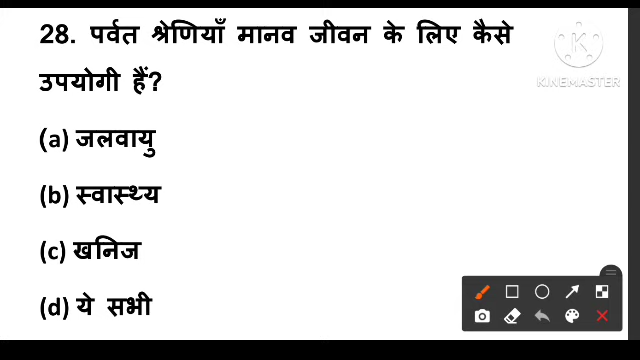 28. पर्वत श्रेणियाँ मानव जीवन के लिए कैसे
उपयोगी हैं?
(a) जलवायु
(b) स्वास्थ्य
(c) खनिज
(d) ये सभी
K
KINEMASTER